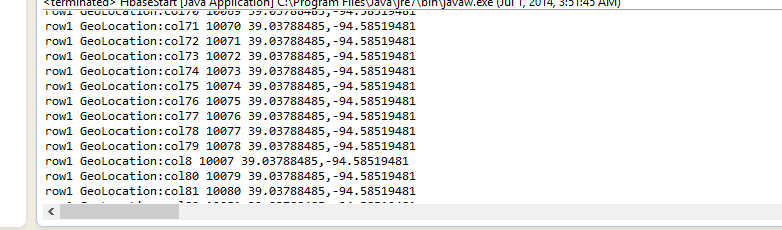 <terminated> HbaseStart [Java Application] C:\Program Files\Java\jre7\bin\javaw.exe (Jul 1, 2014, 3:51:45 AM)
row1 GeoLocation:col70 10069 39.03788485,-94.58519481
row1 GeoLocation:col71 10070 39.03788485,-94.58519481
row1 GeoLocation:col72 10071 39.03788485,-94.58519481
row1 GeoLocation:col73 10072 39.03788485,-94.58519481
row1 GeoLocation:col74 10073 39.03788485,-94.58519481
row1 GeoLocation:col75 10074 39.03788485,-94.58519481
row1 GeoLocation:col76 10075 39.03788485,-94.58519481
row1 GeoLocation:col77 10076 39.03788485,-94.58519481
row1 GeoLocation:col78 10077 39.03788485,-94.58519481
row1 GeoLocation:col79 10078 39.03788485,-94.58519481
row1 GeoLocation:col8 10007 39.03788485,-94.58519481
row1 GeoLocation:col80 10079 39.03788485,-94.58519481
row1 GeoLocation:col81 10080 39.03788485,-94.58519481